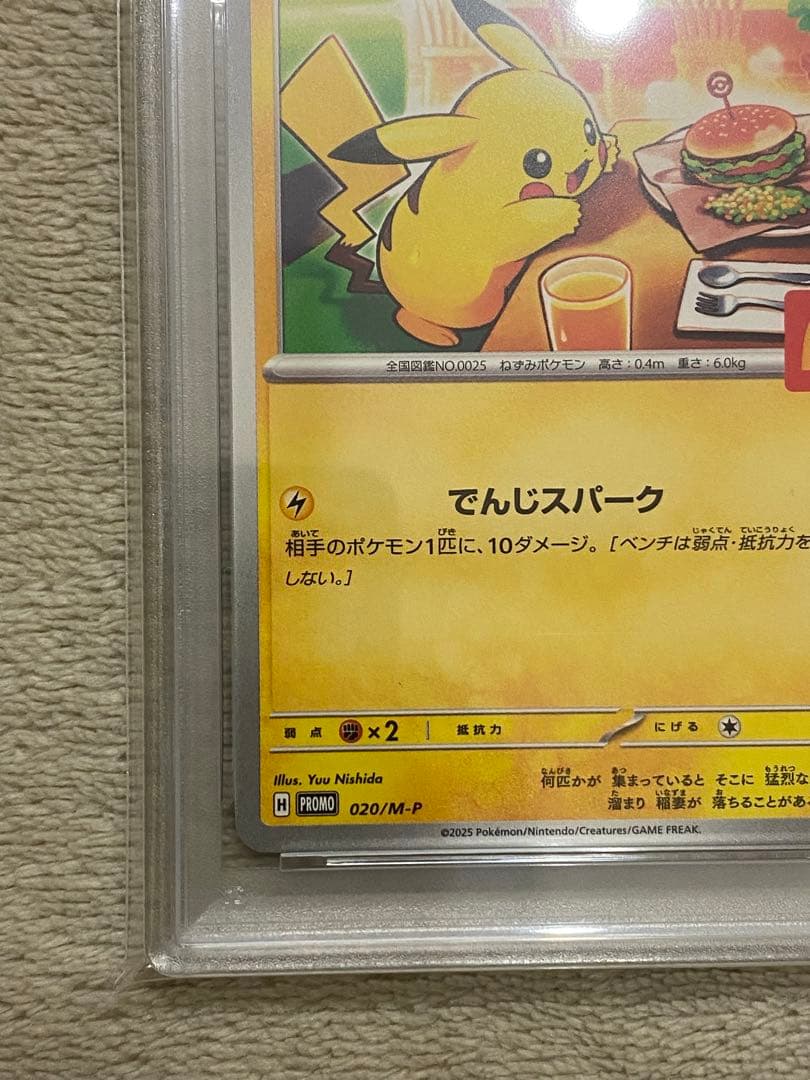 全国図鑑NO.0025 ねずみポケモン 高さ:0.4m 重さ:6.0kg
でんじスパーク
相手のポケモン1匹に、10ダメージ。[ベンチは弱点・抵抗力を
しない。]
弱点 ×2 抵抗力 にげる
Illus. Yuu Nishida
何匹かが 集まっていると そこに 猛烈な
溜まり 稲妻が 落ちることがあ
H PROMO 020/M-P
©2025 Pokémon/Nintendo/Creatures/GAME FREAK.